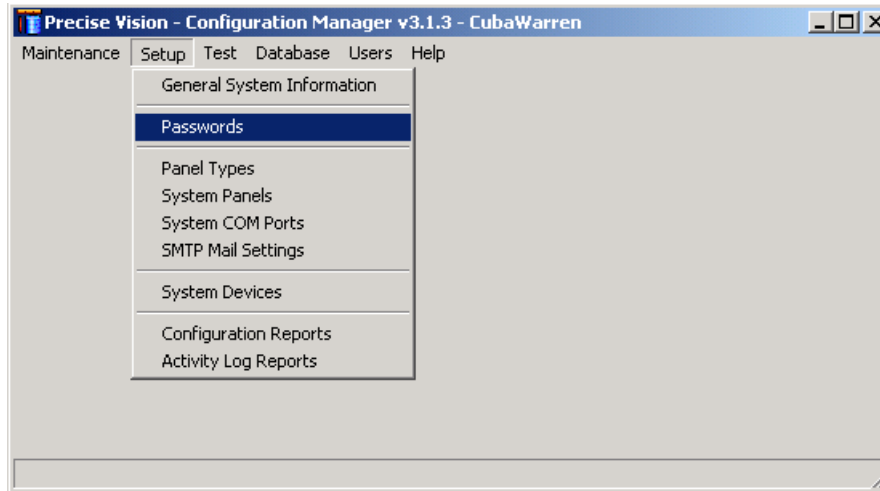 Precise Vision - Configuration Manager v3.1.3 - CubaWarren
Maintenance Setup Test Database Users Help
General System Information
Passwords
Panel Types
System Panels
System COM Ports
SMTP Mail Settings
System Devices
Configuration Reports
Activity Log Reports